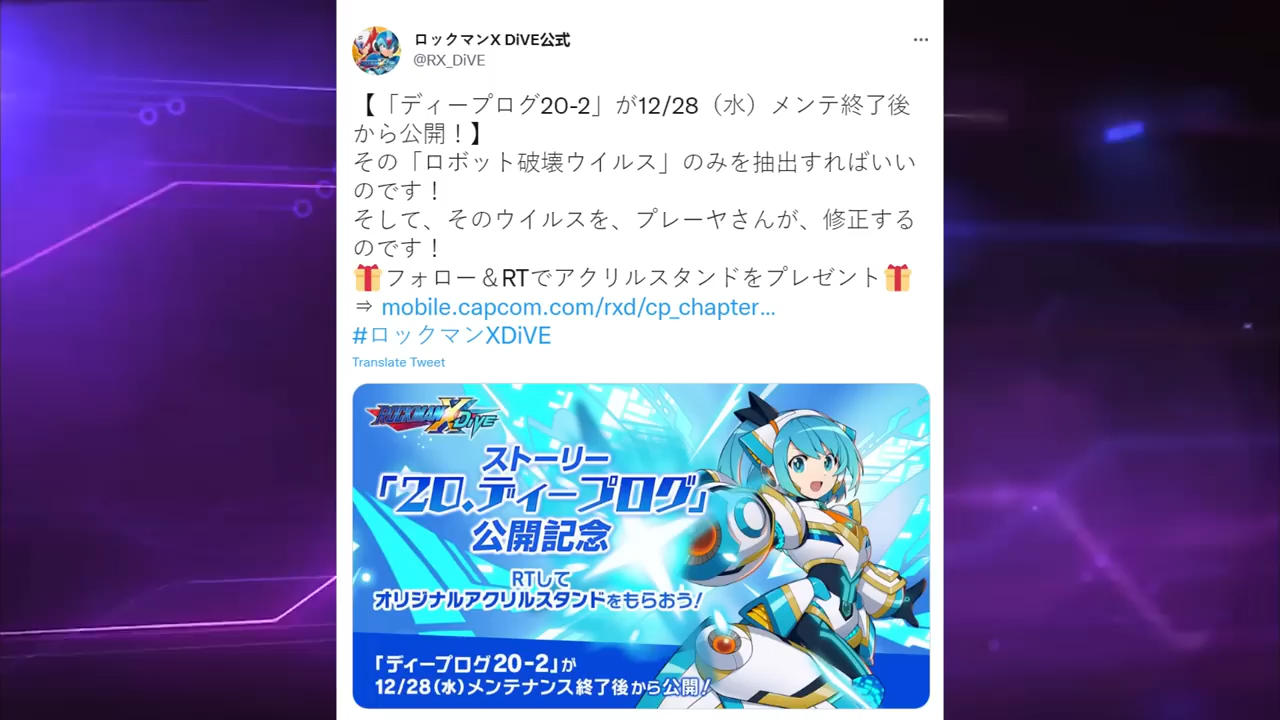 ロックマンX DiVE公式
@RX_DiVE
【「ディープログ20-2」が12/28（水）メンテ終了後
から公開！】
その「ロボット破壊ウイルス」のみを抽出すればいい
のです！
そして、そのウイルスを、プレーヤさんが、修正する
のです！
🎁フォロー＆RTでアクリルスタンドをプレゼント🎁
⇒ mobile.capcom.com/rxd/cp_chapter…
#ロックマンXDiVE
Translate Tweet
ROCKMAN X DiVE
ストーリー
「20.ディープログ」
公開記念
RTして
オリジナルアクリルスタンドをもらおう！
「ディープログ20-2」が
12/28(水)メンテナンス終了後から公開！